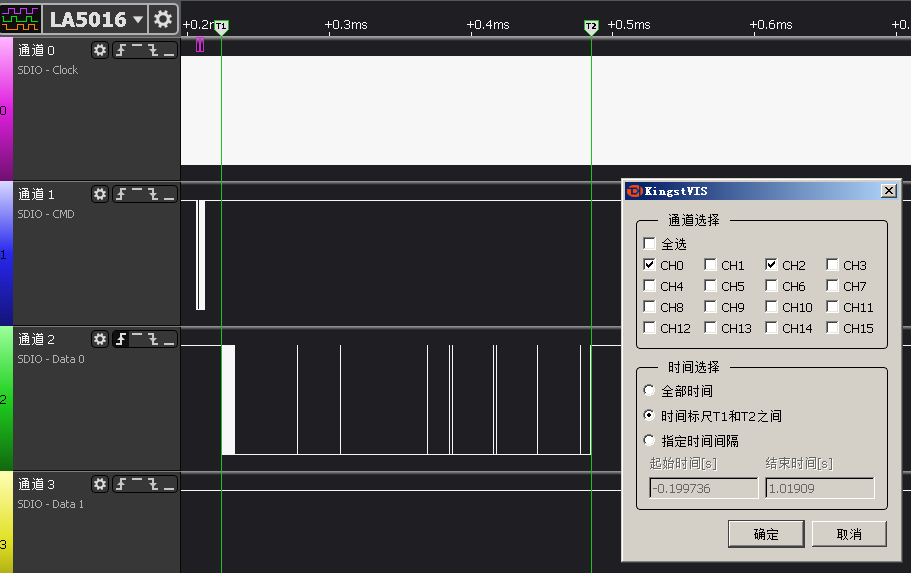 LA5016
+0.2m
T1
+0.3ms
+0.4ms
T2
+0.5ms
+0.6ms
+0.
通道 0
SDIO - Clock
0
通道 1
SDIO - CMD
1
通道 2
SDIO - Data 0
2
通道 3
SDIO - Data 1
3
KingstVIS
通道选择
全选
CH0 CH1 CH2 CH3
CH4 CH5 CH6 CH7
CH8 CH9 CH10 CH11
CH12 CH13 CH14 CH15
时间选择
全部时间
时间标尺T1和T2之间
指定时间间隔
起始时间[s] 结束时间[s]
-0.199736 1.01909
确定 取消